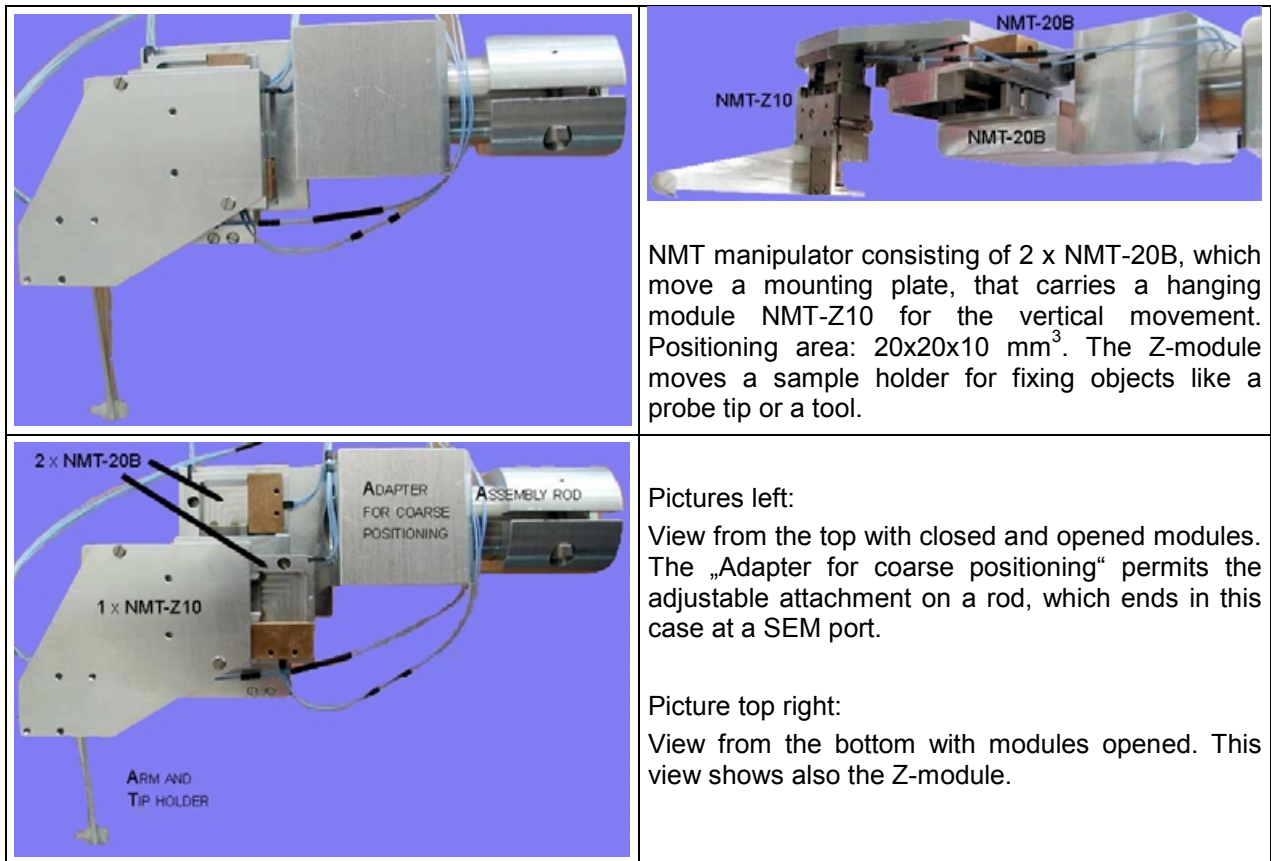 NMT-20B
NMT-Z10
NMT-20B
NMT manipulator consisting of 2 x NMT-20B, which
move a mounting plate, that carries a hanging
module NMT-Z10 for the vertical movement.
Positioning area: 20x20x10 mm³. The Z-module
moves a sample holder for fixing objects like a
probe tip or a tool.
2 x NMT-20B
ADAPTER
FOR COARSE
POSITIONING
ASSEMBLY ROD
1 x NMT-Z10
ARM AND
TIP HOLDER
Pictures left:
View from the top with closed and opened modules.
The „Adapter for coarse positioning“ permits the
adjustable attachment on a rod, which ends in this
case at a SEM port.
Picture top right:
View from the bottom with modules opened. This
view shows also the Z-module.